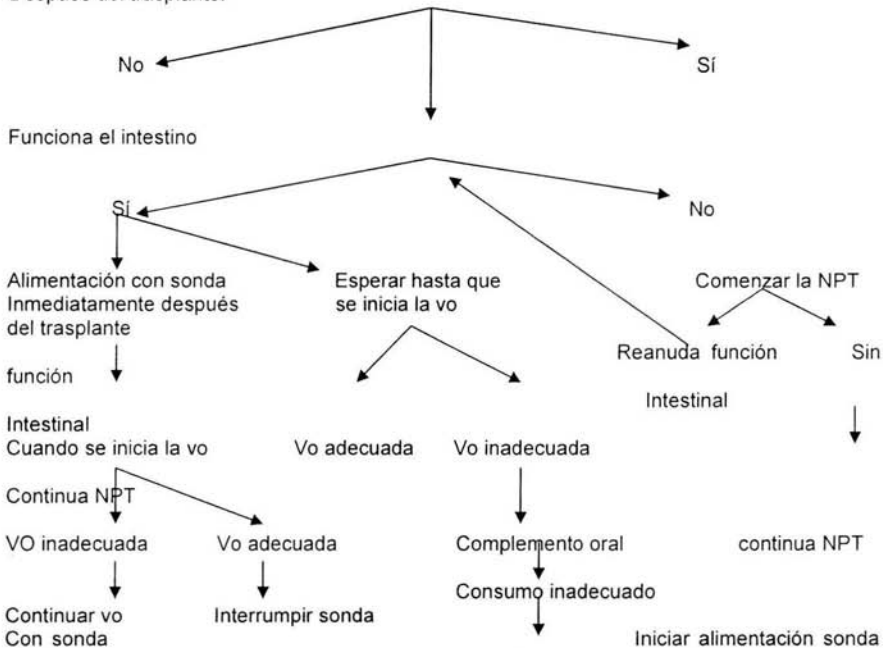 No
Sí
Funciona el intestino
Sí
No
Alimentación con sonda
Inmediatamente después
del trasplante
Esperar hasta que
se inicia la vo
Comenzar la NPT
Reanuda función
Sin
función
Intestinal
Intestinal
Cuando se inicia la vo
Vo adecuada
Vo inadecuada
Continua NPT
VO inadecuada
Vo adecuada
Complemento oral
continua NPT
Consumo inadecuado
Continuar vo
Con sonda
Interrumpir sonda
Iniciar alimentación sonda